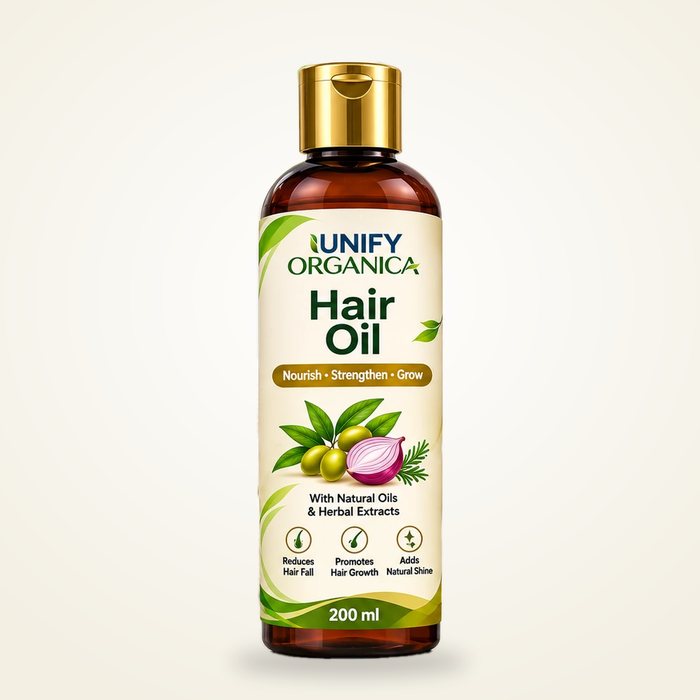 UNIFY
ORGANICA
Hair
Oil
Nourish • Strengthen • Grow
With Natural Oils
& Herbal Extracts
Reduces
Hair Fall
Promotes
Hair Growth
Adds
Natural Shine
200 ml